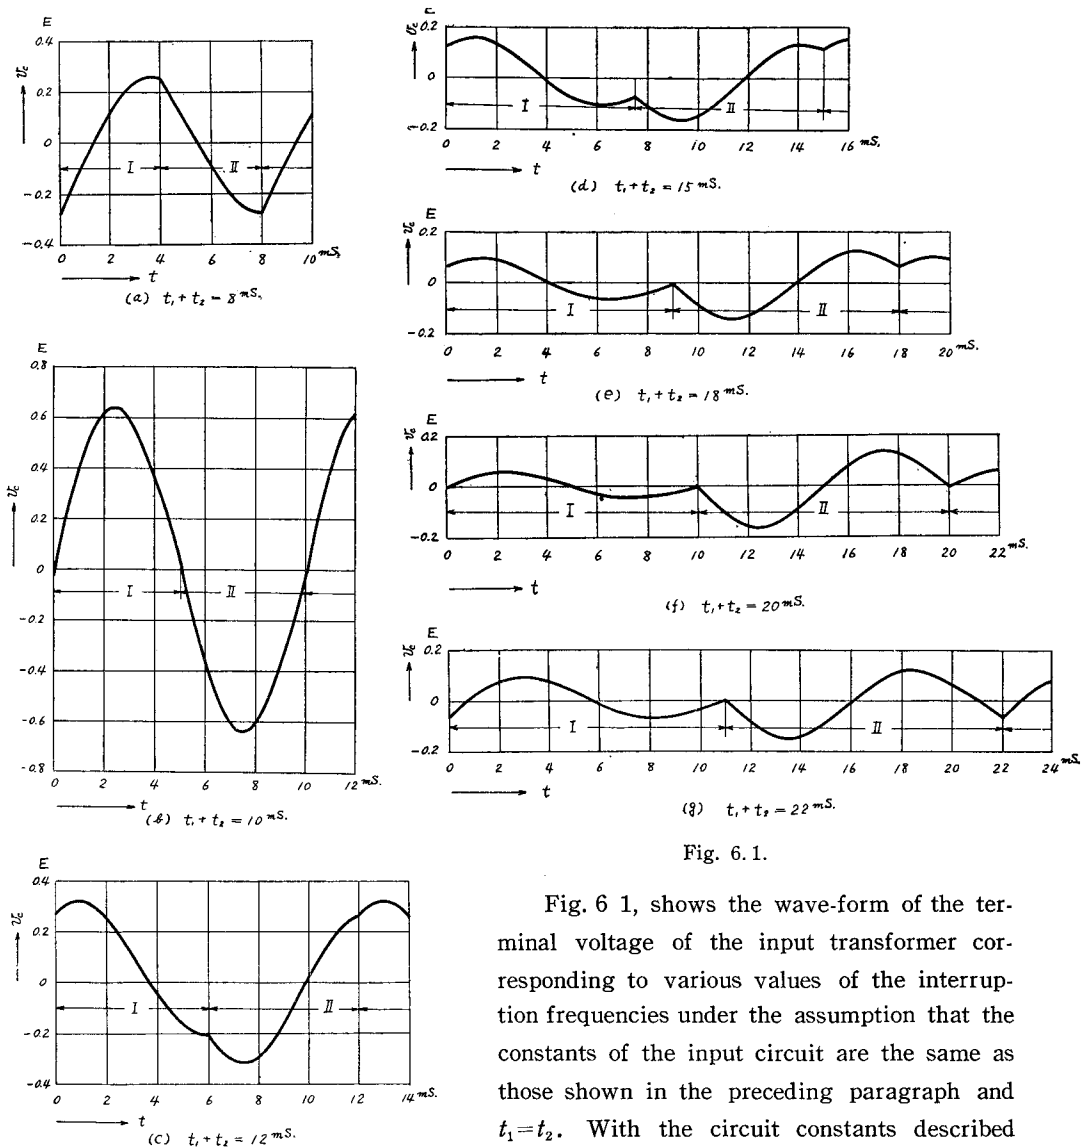 E
0.4
0.2
0
-0.2
-0.4
v_c
I
II
0 2 4 6 8 10 mS.
t
(a) t₁+t₂ = 8 mS.
E
0.8
0.6
0.4
0.2
0
-0.2
-0.4
-0.6
-0.8
v_c
I
II
0 2 4 6 8 10 12 mS.
t
(b) t₁+t₂ = 10 mS.
E
0.4
0.2
0
-0.2
-0.4
v_c
I
II
0 2 4 6 8 10 12 14 mS.
(c) t₁+t₂ = 12 mS.
E
0.2
0
-0.2
v_c
I
II
0 2 4 6 8 10 12 14 16 mS.
t
(d) t₁+t₂ = 15 mS.
E
0.2
0
-0.2
v_c
I
II
0 2 4 6 8 10 12 14 16 18 20 mS.
t
(e) t₁+t₂ = 18 mS.
E
0.2
0
-0.2
v_c
I
II
0 2 4 6 8 10 12 14 16 18 20 22 mS.
t
(f) t₁+t₂ = 20 mS.
E
0.2
0
-0.2
v_c
I
II
0 2 4 6 8 10 12 14 16 18 20 22 24 mS.
t
(g) t₁+t₂ = 22 mS.
Fig. 6.1.
Fig. 6 1, shows the wave-form of the ter-
minal voltage of the input transformer cor-
responding to various values of the interrup-
tion frequencies under the assumption that the
constants of the input circuit are the same as
those shown in the preceding paragraph and
t₁=t₂. With the circuit constants described